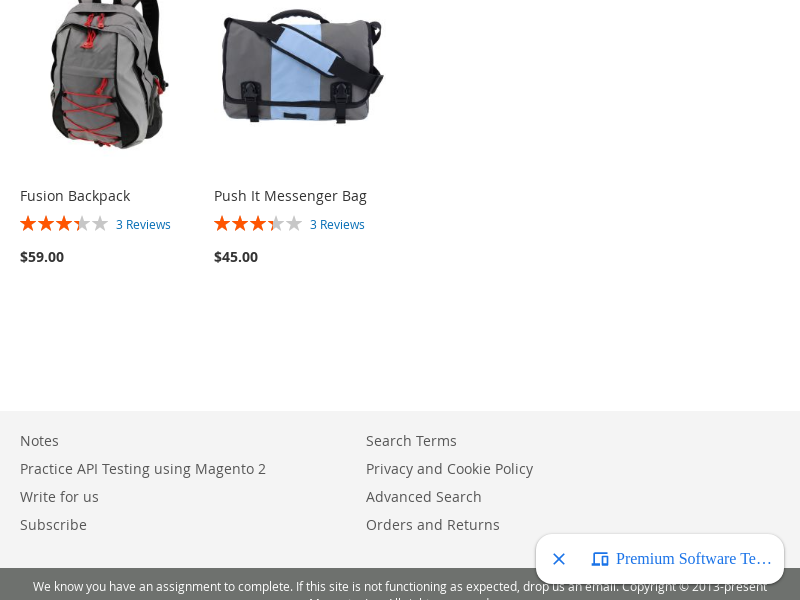 Fusion Backpack
3 Reviews
$59.00
Push It Messenger Bag
3 Reviews
$45.00
Notes
Practice API Testing using Magento 2
Write for us
Subscribe
Search Terms
Privacy and Cookie Policy
Advanced Search
Orders and Returns
Premium Software Te...
We know you have an assignment to complete. If this site is not functioning as expected, drop us an email. Copyright © 2013-present